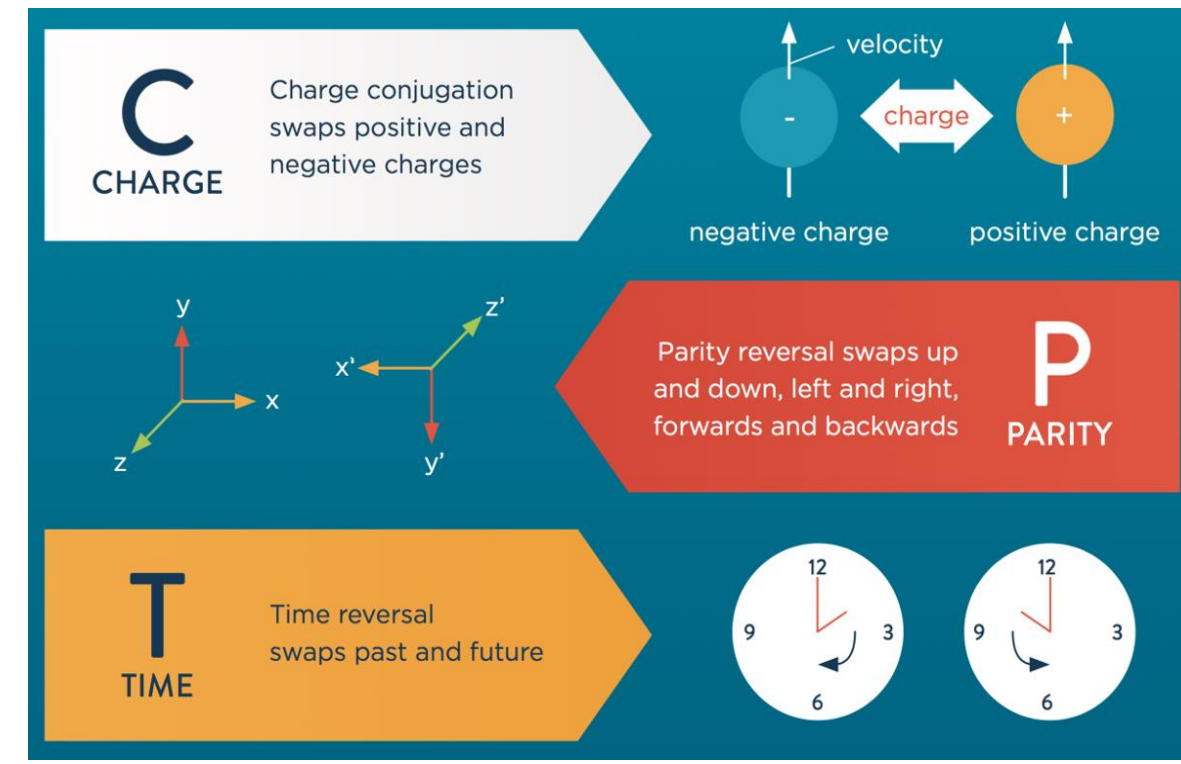 C
CHARGE
Charge conjugation
swaps positive and
negative charges
velocity
-
charge
+
negative charge
positive charge
y
x
z
z'
x'
y'
Parity reversal swaps up
and down, left and right,
forwards and backwards
P
PARITY
T
TIME
Time reversal
swaps past and future
12
9
3
6
12
9
3
6